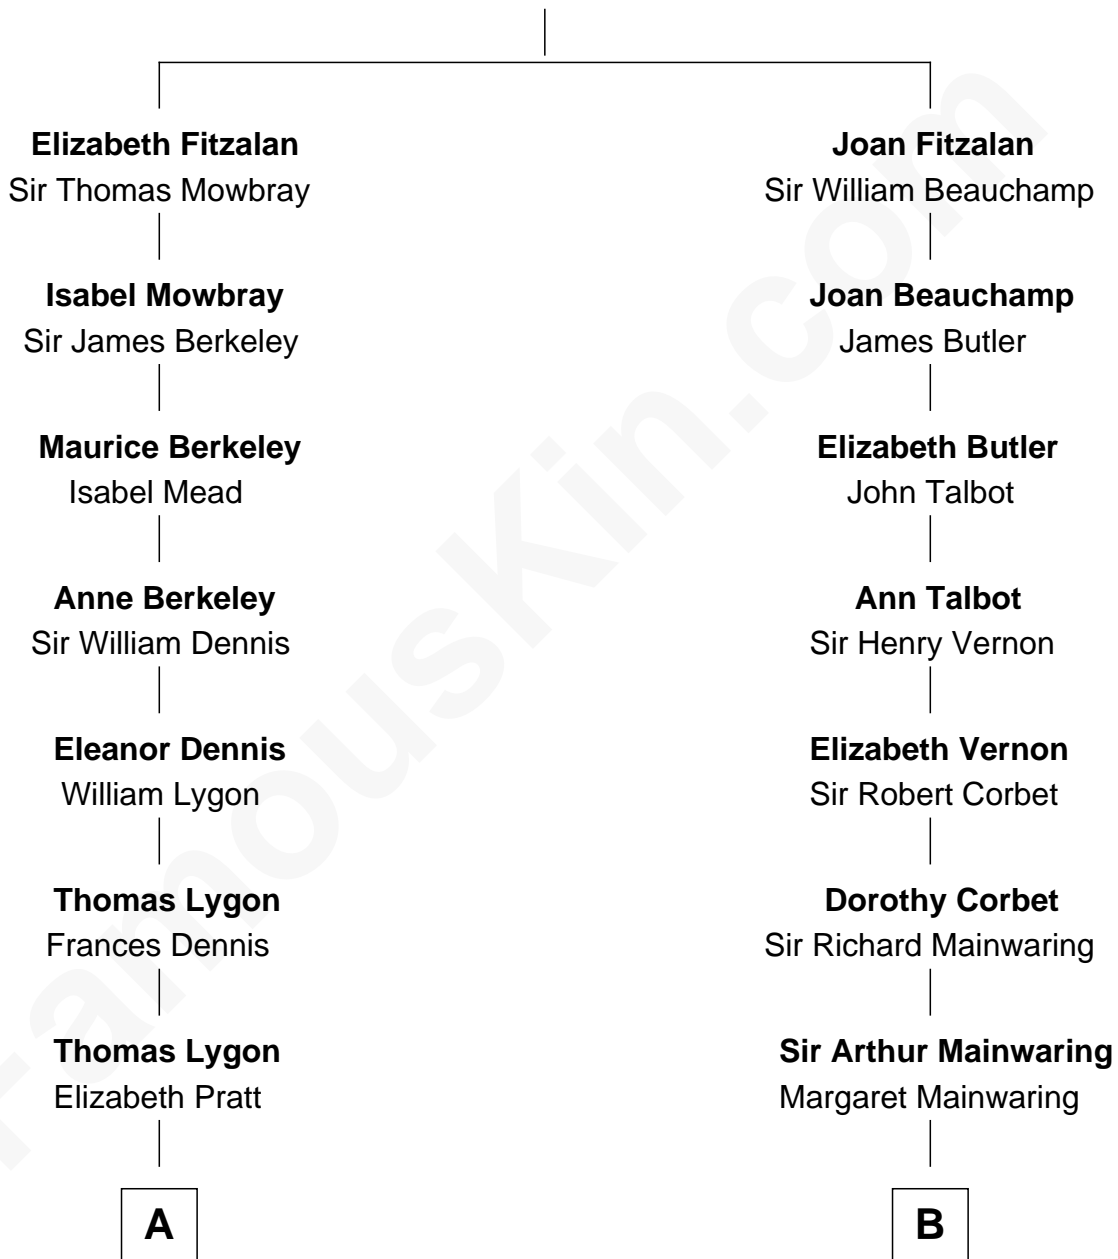 Elizabeth Fitzalan
Sir Thomas Mowbray
Joan Fitzalan
Sir William Beauchamp
Isabel Mowbray
Sir James Berkeley
Joan Beauchamp
James Butler
Maurice Berkeley
Isabel Mead
Elizabeth Butler
John Talbot
Anne Berkeley
Sir William Dennis
Ann Talbot
Sir Henry Vernon
Eleanor Dennis
William Lygon
Elizabeth Vernon
Sir Robert Corbet
Thomas Lygon
Frances Dennis
Dorothy Corbet
Sir Richard Mainwaring
Thomas Lygon
Elizabeth Pratt
Sir Arthur Mainwaring
Margaret Mainwaring
A
B
FamousKin.com